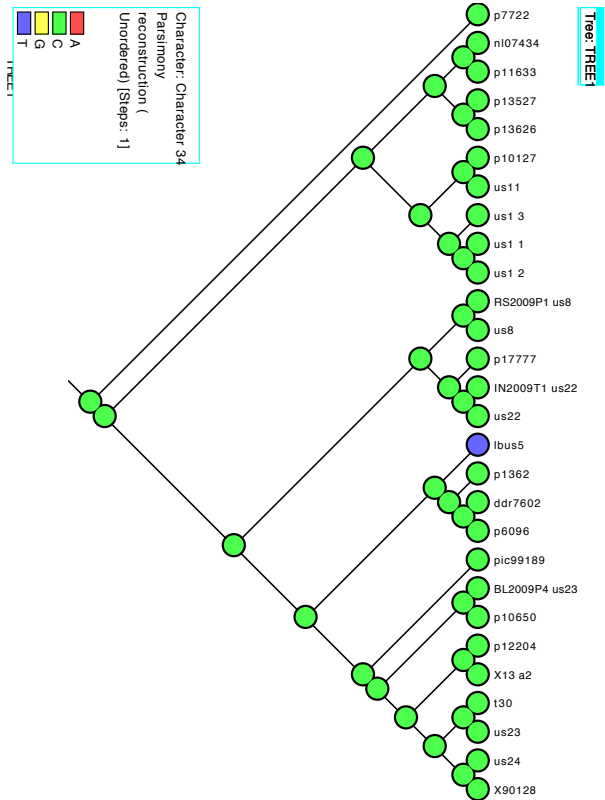 Tree: TREE1
Character: Character 34
Parsimony
reconstruction (
Unordered) [Steps: 1]
A
C
G
T
p7722
nl07434
p11633
p13527
p13626
p10127
us11
us1 3
us1 1
us1 2
RS2009P1 us8
us8
p17777
IN2009T1 us22
us22
lbus5
p1362
ddr7602
p6096
pic99189
BL2009P4 us23
p10650
p12204
X13 a2
t30
us23
us24
X90128